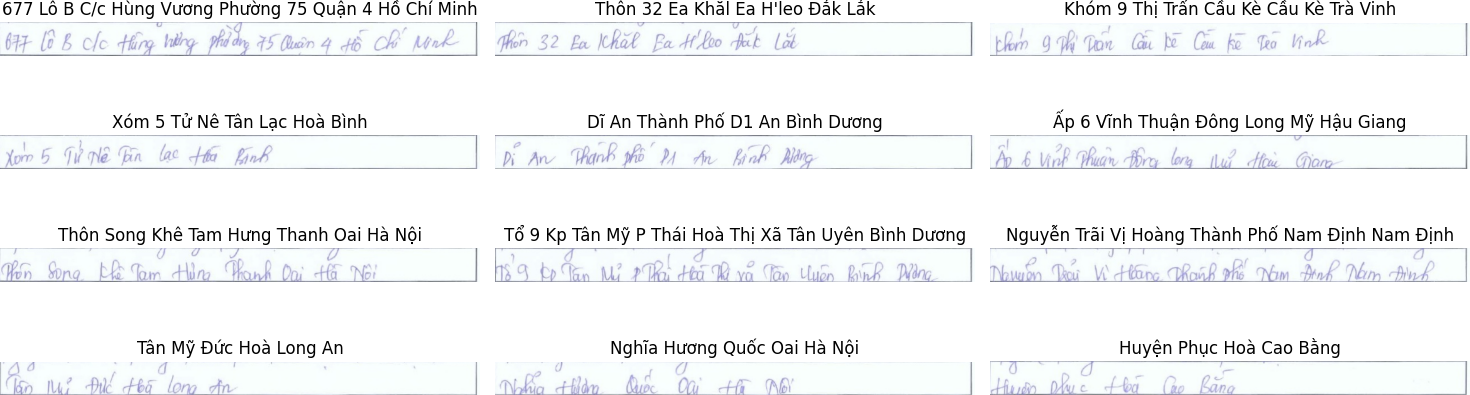 677 Lô B C/c Hùng Vương Phường 75 Quận 4 Hồ Chí Minh
Thôn 32 Ea Khăl Ea H'leo Đắk Lắk
Khóm 9 Thị Trấn Cầu Kè Cầu Kè Trà Vinh
677 Lô B C/c Hùng Vương Phường 75 Quận 4 Hồ Chí Minh
Thôn 32 Ea Khăl Ea H'leo Đắk Lắk
Khóm 9 Thị Trấn Cầu Kè Cầu Kè Trà Vinh
Xóm 5 Tử Nê Tân Lạc Hoà Bình
Dĩ An Thành Phố D1 An Bình Dương
Ấp 6 Vĩnh Thuận Đông Long Mỹ Hậu Giang
Xóm 5 Tử Nê Tân Lạc Hoà Bình
Dĩ An Thành Phố D1 An Bình Dương
Ấp 6 Vĩnh Thuận Đông Long Mỹ Hậu Giang
Thôn Song Khê Tam Hưng Thanh Oai Hà Nội
Tổ 9 Kp Tân Mỹ P Thái Hoà Thị Xã Tân Uyên Bình Dương
Nguyễn Trãi Vị Hoàng Thành Phố Nam Định Nam Định
Thôn Song Khê Tam Hưng Thanh Oai Hà Nội
Tổ 9 Kp Tân Mỹ P Thái Hoà Thị Xã Tân Uyên Bình Dương
Nguyễn Trãi Vị Hoàng Thành Phố Nam Định Nam Định
Tân Mỹ Đức Hoà Long An
Nghĩa Hương Quốc Oai Hà Nội
Huyện Phục Hoà Cao Bằng
Tân Mỹ Đức Hoà Long An
Nghĩa Hương Quốc Oai Hà Nội
Huyện Phục Hoà Cao Bằng